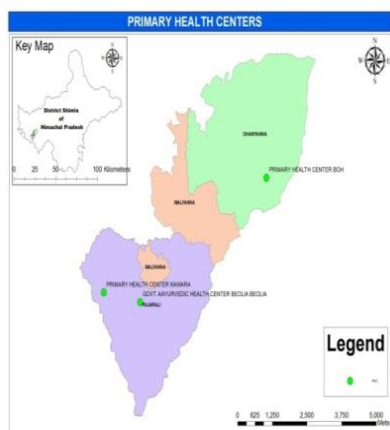 PRIMARY HEALTH CENTERS
Key Map
District Shimla
of
Himachal Pradesh
0 25 50 100 Kilometers
PRIMARY HEALTH CENTER BOH
MALYANA
MALYANA
PRIMARY HEALTH CENTER KAWARA
GOVT. AAYURVEDIC HEALTH CENTER BEOLIA BEOLIA
Legend
0 625 1,250 2,500 3,750 5,000